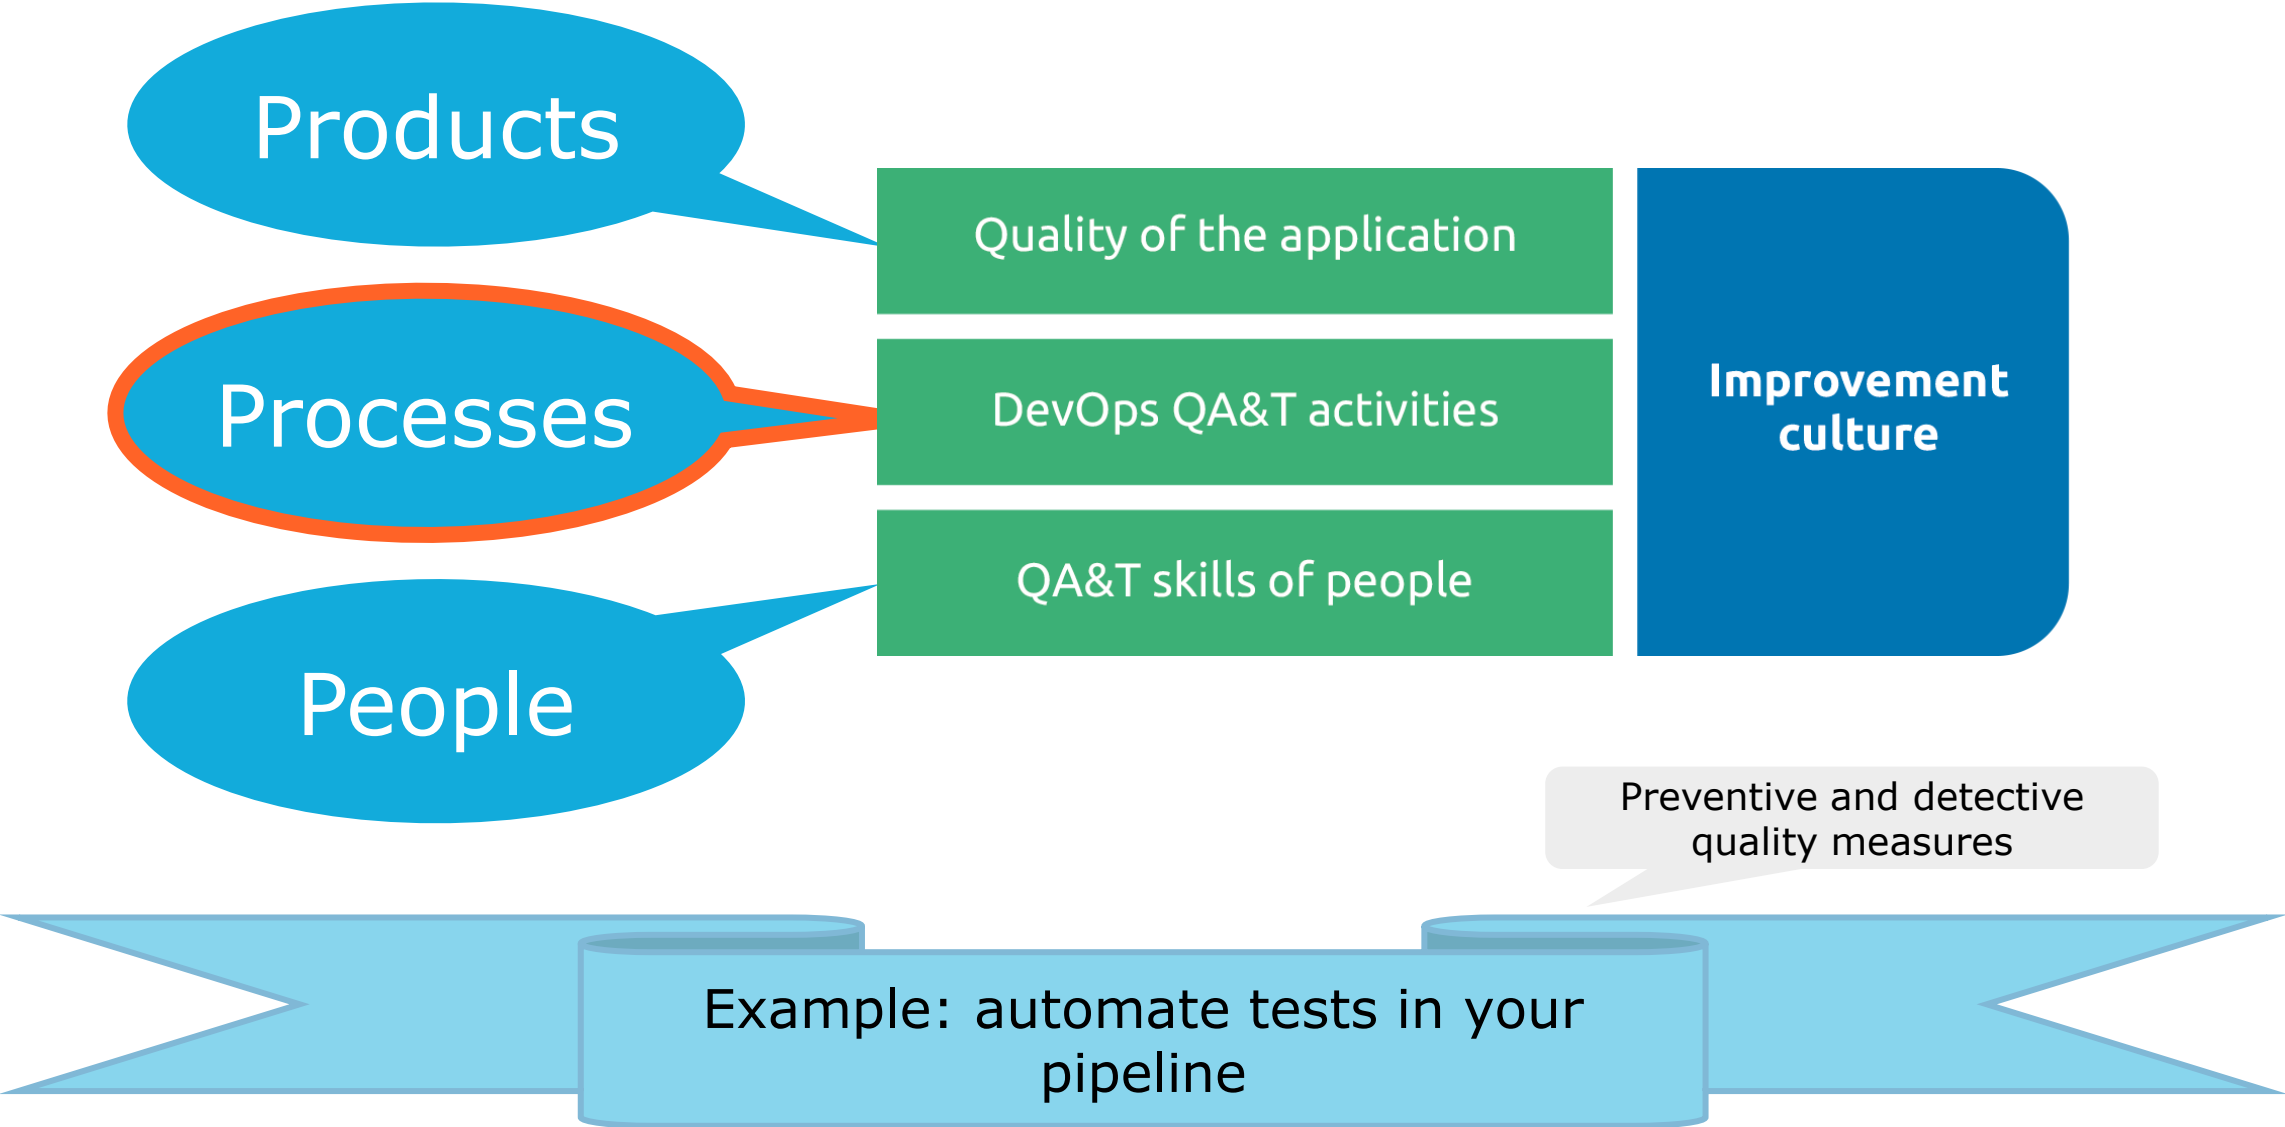 Products
Quality of the application
Processes
DevOps QA&T activities
Improvement
culture
People
QA&T skills of people
Preventive and detective
quality measures
Example: automate tests in your
pipeline